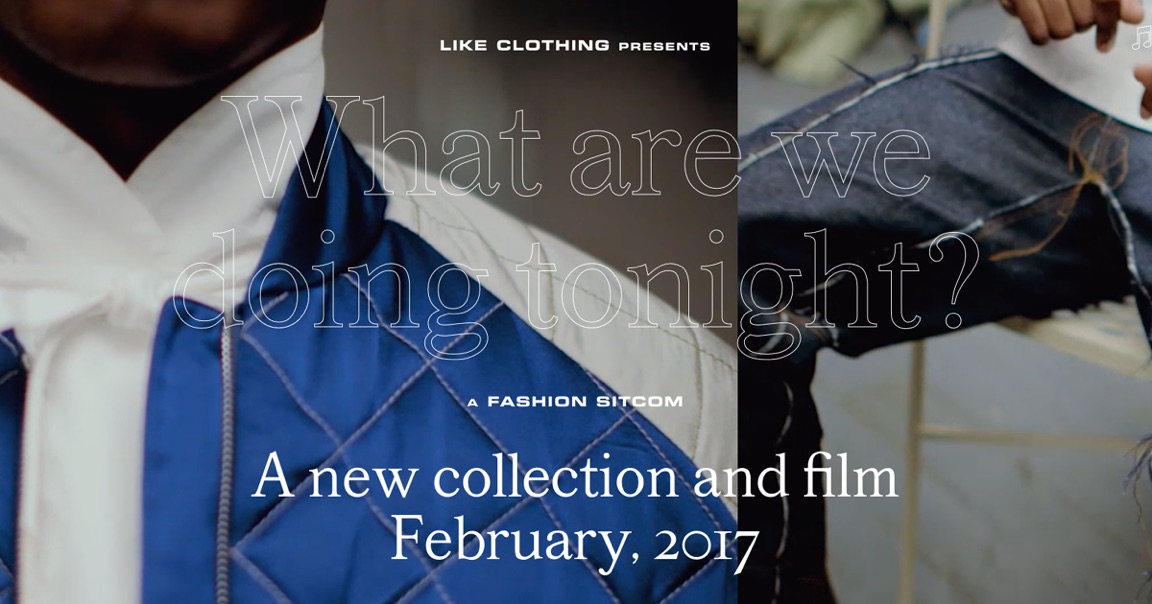 LIKE CLOTHING PRESENTS
What are we
doing tonight?
A FASHION SITCOM
A new collection and film
February, 2017